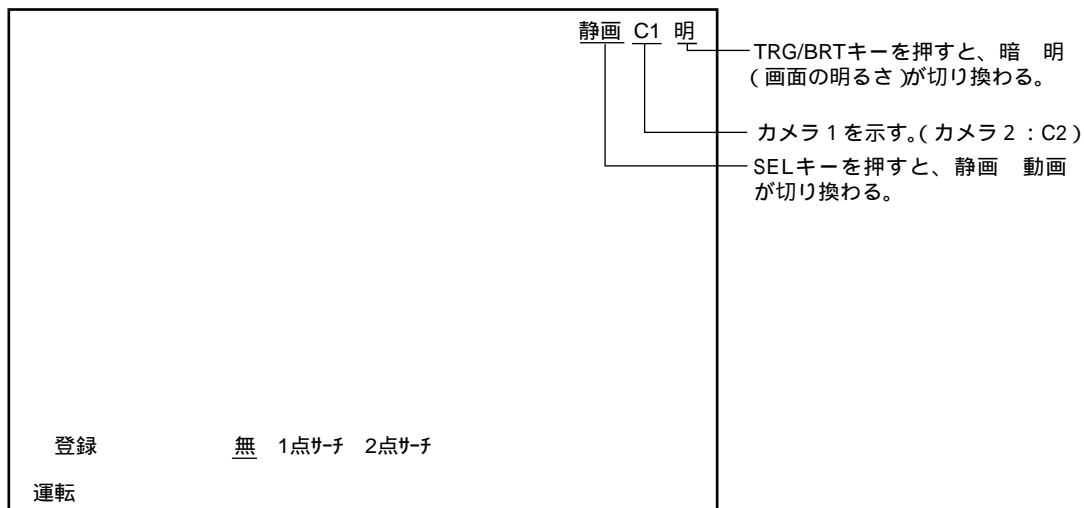 静画 C1 明
TRG/BRTキーを押すと、暗　明
(画面の明るさ)が切り換わる。
カメラ1を示す。(カメラ2：C2)
SELキーを押すと、静画　動画
が切り換わる。
登録　無　1点ｻｰﾁ　2点ｻｰﾁ
運転